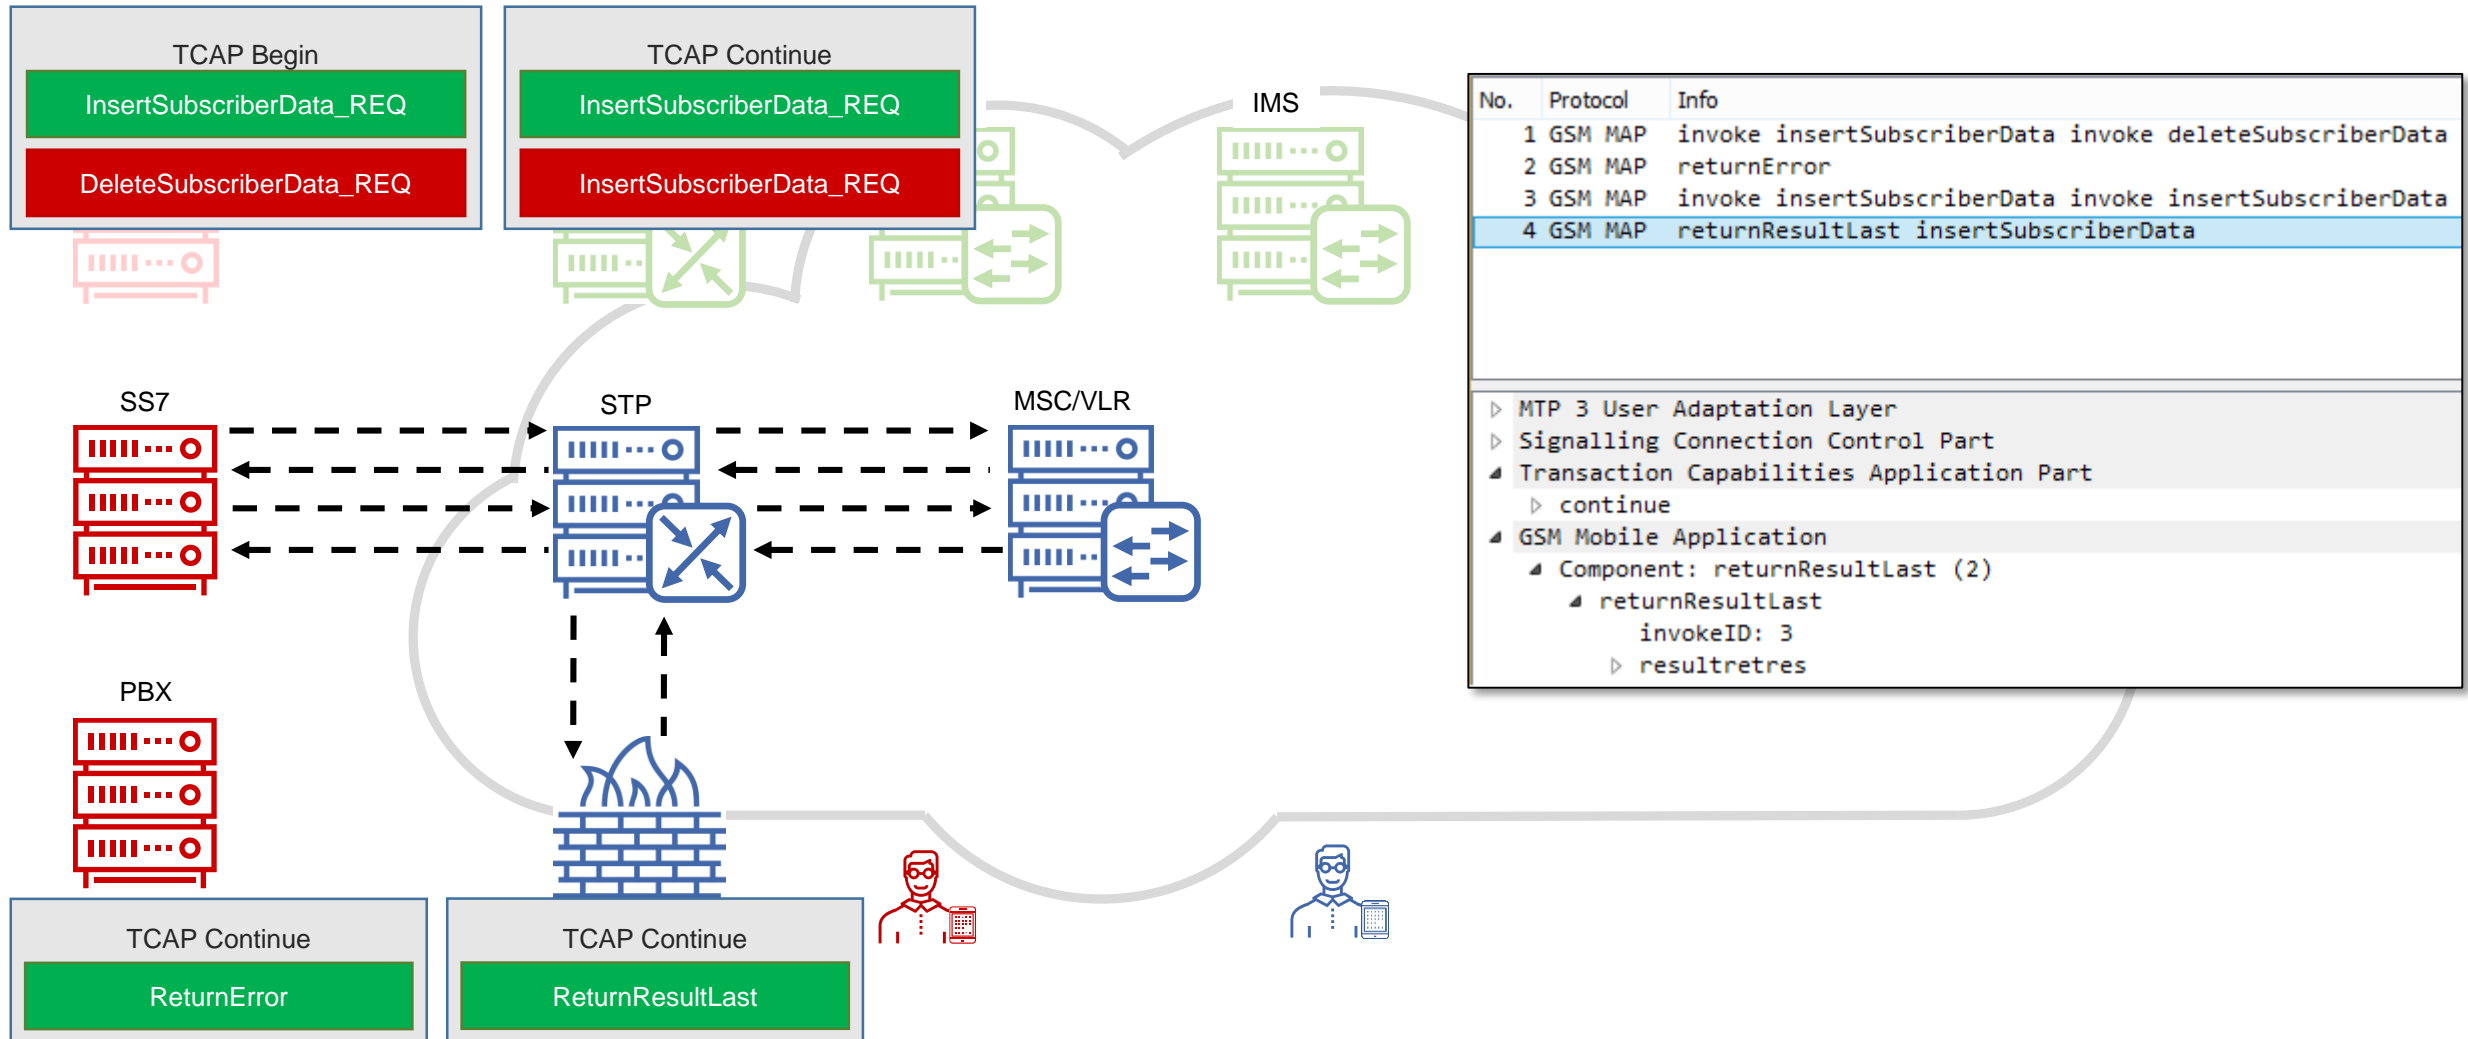 TCAP Begin
InsertSubscriberData_REQ
DeleteSubscriberData_REQ
TCAP Continue
InsertSubscriberData_REQ
InsertSubscriberData_REQ
IMS
No. Protocol Info
1 GSM MAP invoke insertSubscriberData invoke deleteSubscriberData
2 GSM MAP returnError
3 GSM MAP invoke insertSubscriberData invoke insertSubscriberData
4 GSM MAP returnResultLast insertSubscriberData
MTP 3 User Adaptation Layer
Signalling Connection Control Part
Transaction Capabilities Application Part
continue
GSM Mobile Application
Component: returnResultLast (2)
returnResultLast
invokeID: 3
resultretres
SS7
STP
MSC/VLR
PBX
TCAP Continue
ReturnError
TCAP Continue
ReturnResultLast